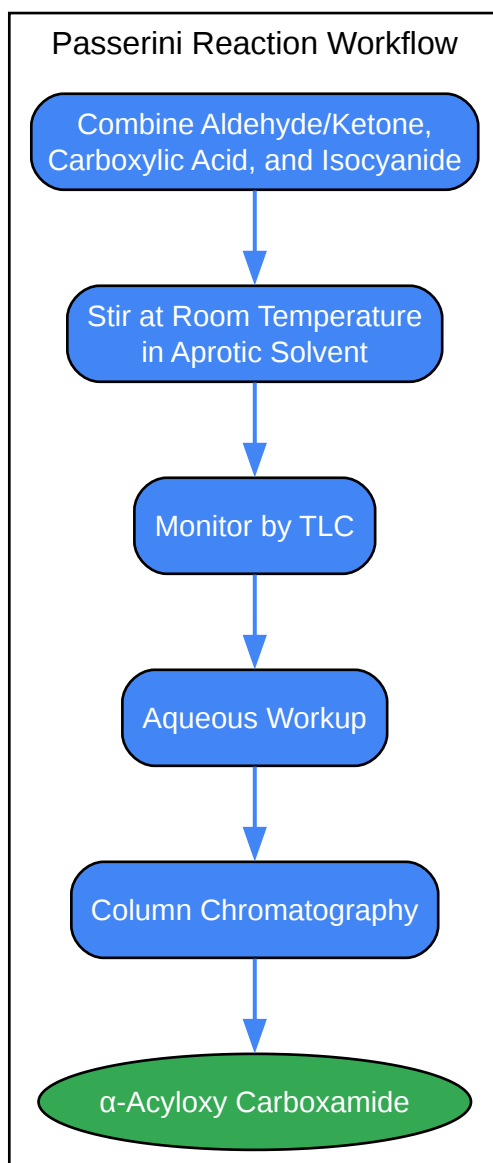 Passerini Reaction Workflow
Combine Aldehyde/Ketone,
Carboxylic Acid, and Isocyanide
Stir at Room Temperature
in Aprotic Solvent
Monitor by TLC
Aqueous Workup
Column Chromatography
α-Acyloxy Carboxamide